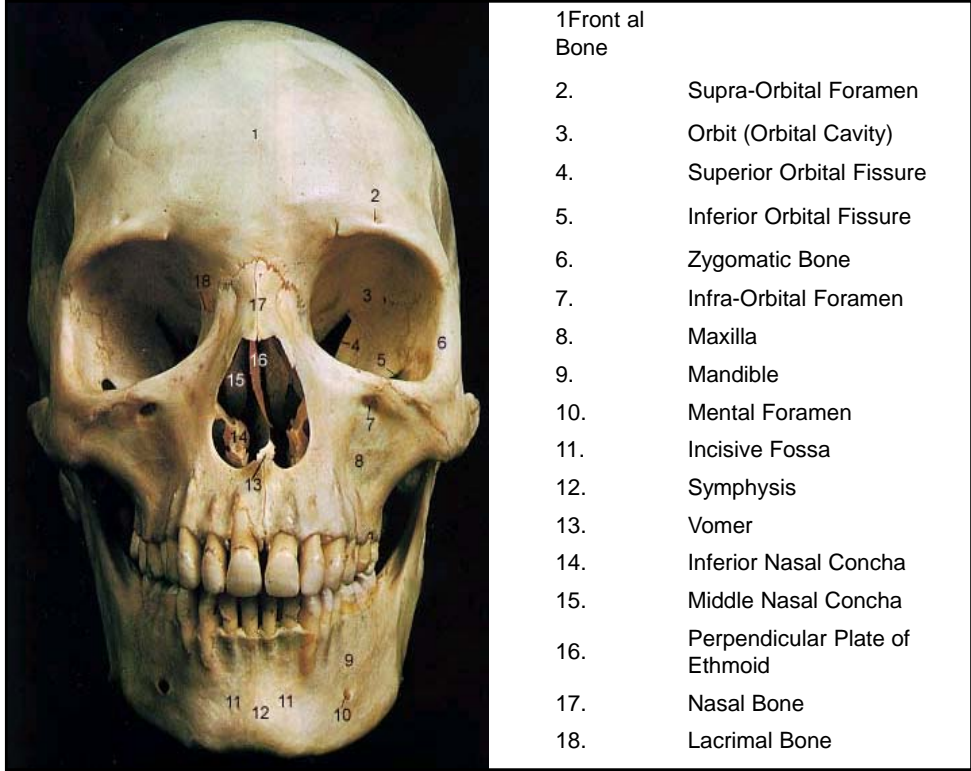 1
2
18
3
17
4
6
16
5
15
7
14
8
13
9
11
11
12
10
1Front al
Bone
2. Supra-Orbital Foramen
3. Orbit (Orbital Cavity)
4. Superior Orbital Fissure
5. Inferior Orbital Fissure
6. Zygomatic Bone
7. Infra-Orbital Foramen
8. Maxilla
9. Mandible
10. Mental Foramen
11. Incisive Fossa
12. Symphysis
13. Vomer
14. Inferior Nasal Concha
15. Middle Nasal Concha
16. Perpendicular Plate of
Ethmoid
17. Nasal Bone
18. Lacrimal Bone